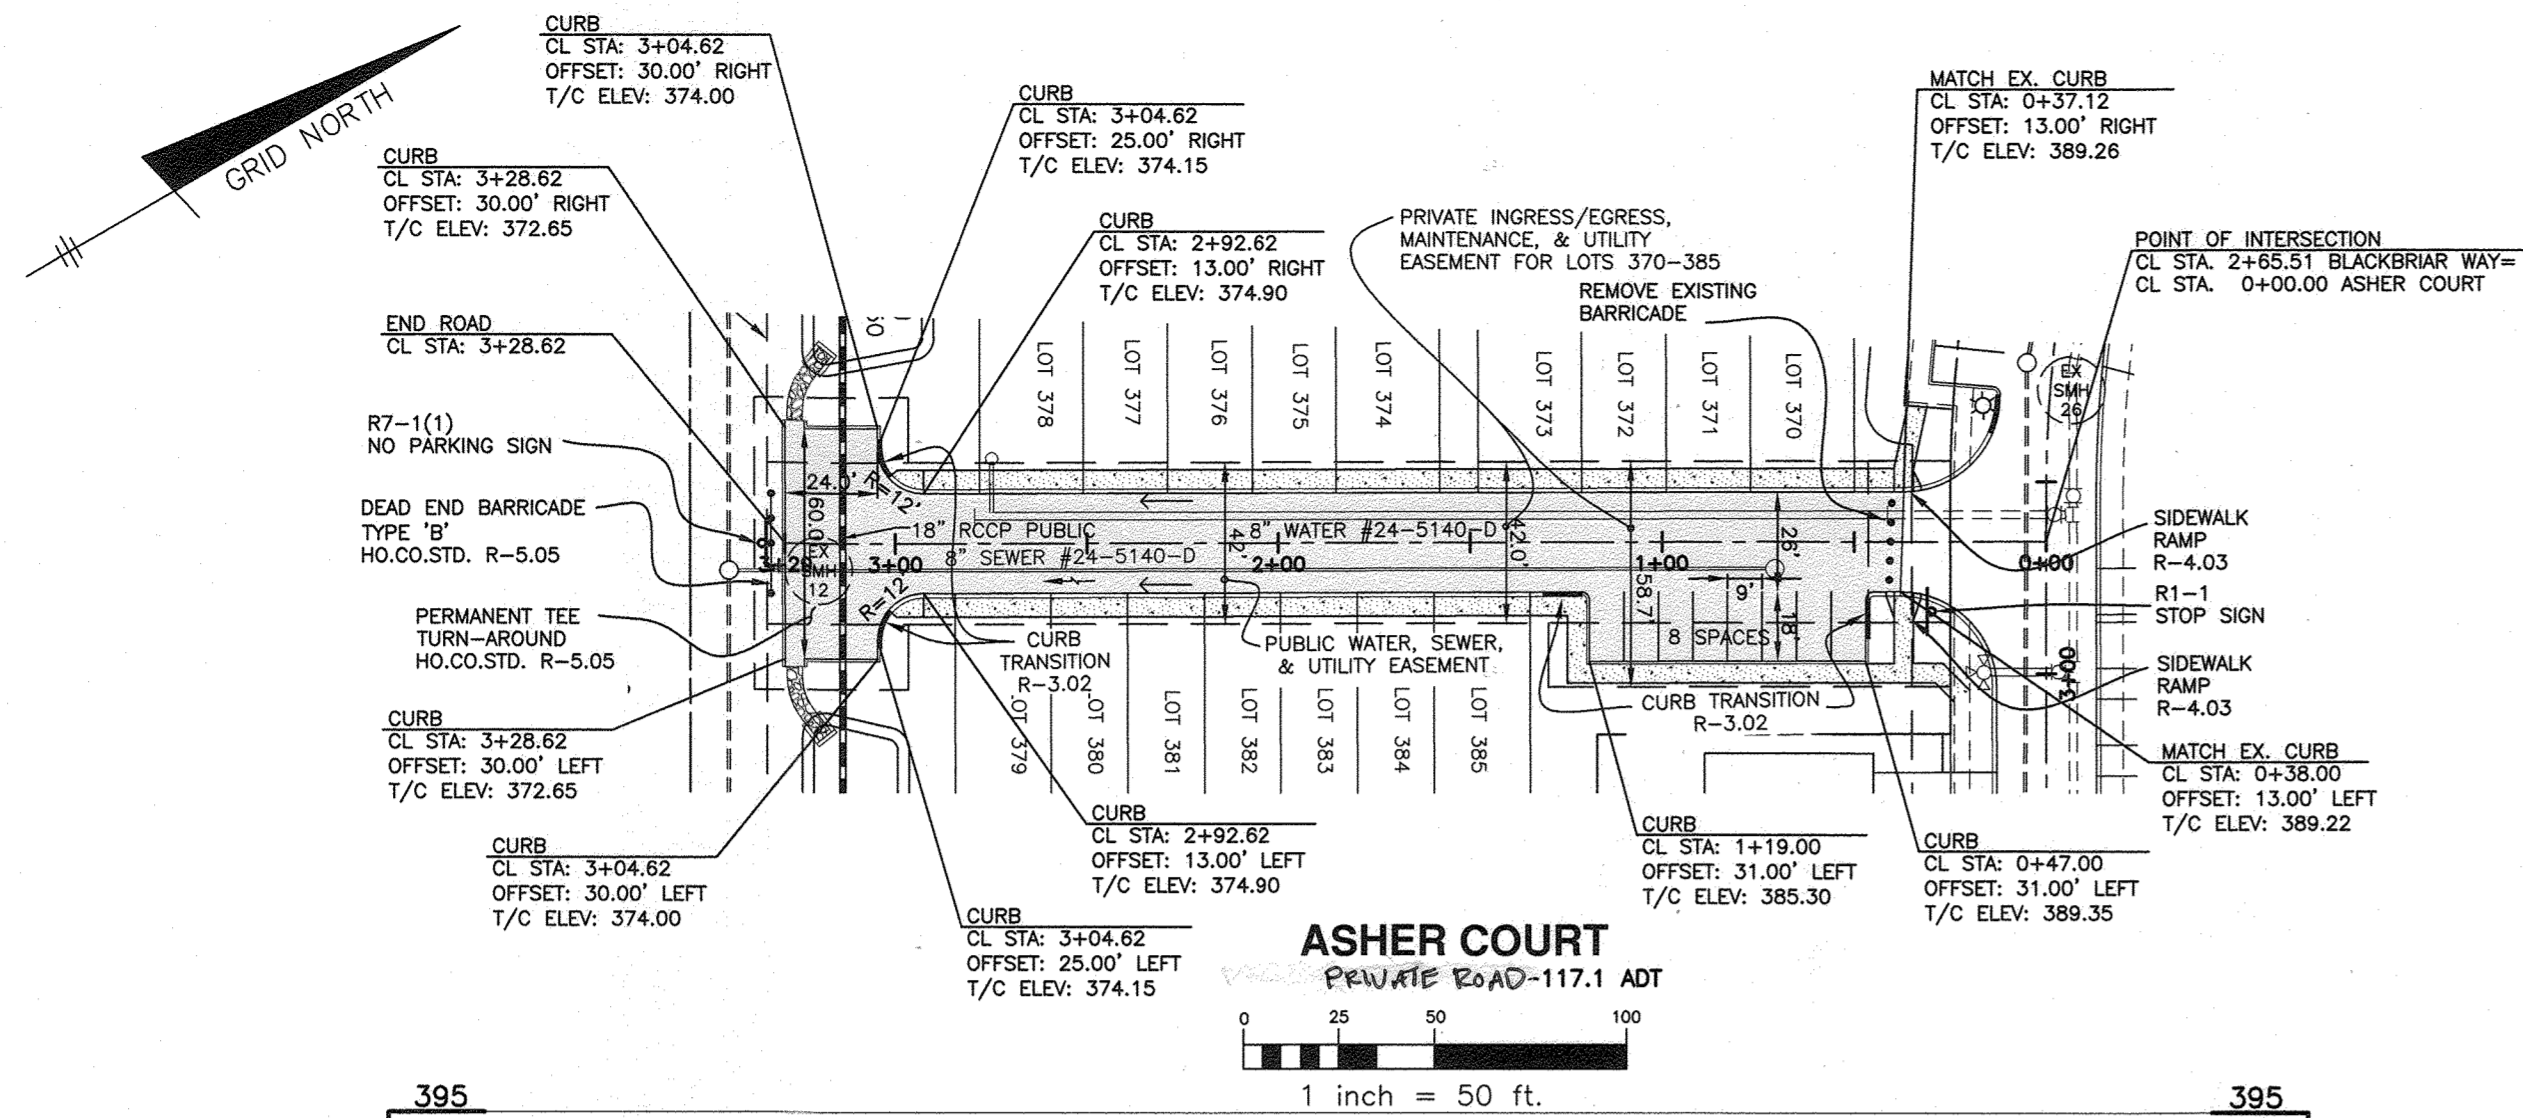 CURB
CL STA: 3+04.62
OFFSET: 30.00' RIGHT
T/C ELEV: 374.00
GRID NORTH
CURB
CL STA: 3+28.62
OFFSET: 30.00' RIGHT
T/C ELEV: 372.65
CURB
CL STA: 3+04.62
OFFSET: 25.00' RIGHT
T/C ELEV: 374.15
CURB
CL STA: 2+92.62
OFFSET: 13.00' RIGHT
T/C ELEV: 374.90
MATCH EX. CURB
CL STA: 0+37.12
OFFSET: 13.00' RIGHT
T/C ELEV: 389.26
PRIVATE INGRESS/EGRESS,
MAINTENANCE, & UTILITY
EASEMENT FOR LOTS 370-385
REMOVE EXISTING
BARRICADE
POINT OF INTERSECTION
CL STA. 2+65.51 BLACKBRIAR WAY=
CL STA. 0+00.00 ASHER COURT
END ROAD
CL STA: 3+28.62
R7-1(1)
NO PARKING SIGN
DEAD END BARRICADE
TYPE 'B'
HO.CO.STD. R-5.05
PERMANENT TEE
TURN-AROUND
HO.CO.STD. R-5.05
LOT 378
LOT 377
LOT 376
LOT 375
LOT 374
LOT 373
LOT 372
LOT 371
LOT 370
EX
SMH
26
24.0'
R=12'
60.0'
18" RCCP PUBLIC
8" WATER #24-5140-D
8" SEWER #24-5140-D
42'
42.0'
26'
58.7'
EX
SMH
12
3+00
2+00
1+00
0+00
R=12'
9'
18'
8 SPACES
3+00
SIDEWALK
RAMP
R-4.03
R1-1
STOP SIGN
SIDEWALK
RAMP
R-4.03
CURB
TRANSITION
R-3.02
PUBLIC WATER, SEWER,
& UTILITY EASEMENT
CURB TRANSITION
R-3.02
LOT 379
LOT 380
LOT 381
LOT 382
LOT 383
LOT 384
LOT 385
CURB
CL STA: 3+28.62
OFFSET: 30.00' LEFT
T/C ELEV: 372.65
CURB
CL STA: 3+04.62
OFFSET: 30.00' LEFT
T/C ELEV: 374.00
CURB
CL STA: 2+92.62
OFFSET: 13.00' LEFT
T/C ELEV: 374.90
CURB
CL STA: 3+04.62
OFFSET: 25.00' LEFT
T/C ELEV: 374.15
CURB
CL STA: 1+19.00
OFFSET: 31.00' LEFT
T/C ELEV: 385.30
CURB
CL STA: 0+47.00
OFFSET: 31.00' LEFT
T/C ELEV: 389.35
MATCH EX. CURB
CL STA: 0+38.00
OFFSET: 13.00' LEFT
T/C ELEV: 389.22
ASHER COURT
PRIVATE ROAD-117.1 ADT
0 25 50 100
1 inch = 50 ft.
395
395